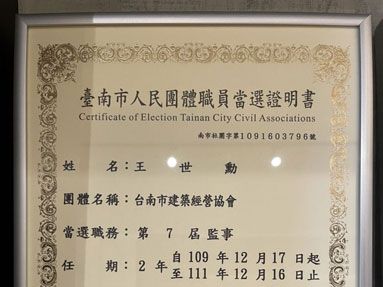 臺南市人民團體職員當選證明書
Certificate of Election Tainan City Civil Associations
南市社團字第1091603796號
姓 名：王 世 勳
團體名稱：台南市建築經營協會
當選職務：第 7 屆監事
任 期：2 年 自 109 年 12 月 17 日起
至 111 年 12 月 16 日止